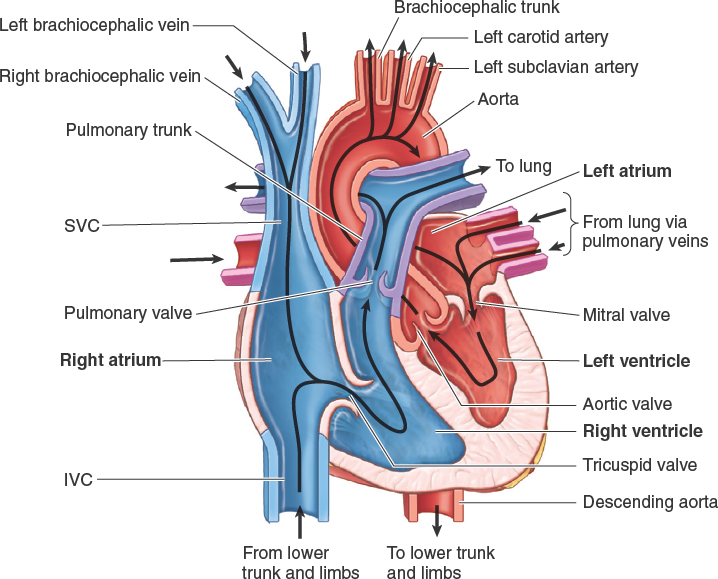 Brachiocephalic trunk
Left brachiocephalic vein
Left carotid artery
Right brachiocephalic vein
Left subclavian artery
Aorta
Pulmonary trunk
To lung
Left atrium
SVC
From lung via
pulmonary veins
Pulmonary valve
Mitral valve
Right atrium
Left ventricle
Aortic valve
Right ventricle
Tricuspid valve
IVC
Descending aorta
From lower
trunk and limbs
To lower trunk
and limbs